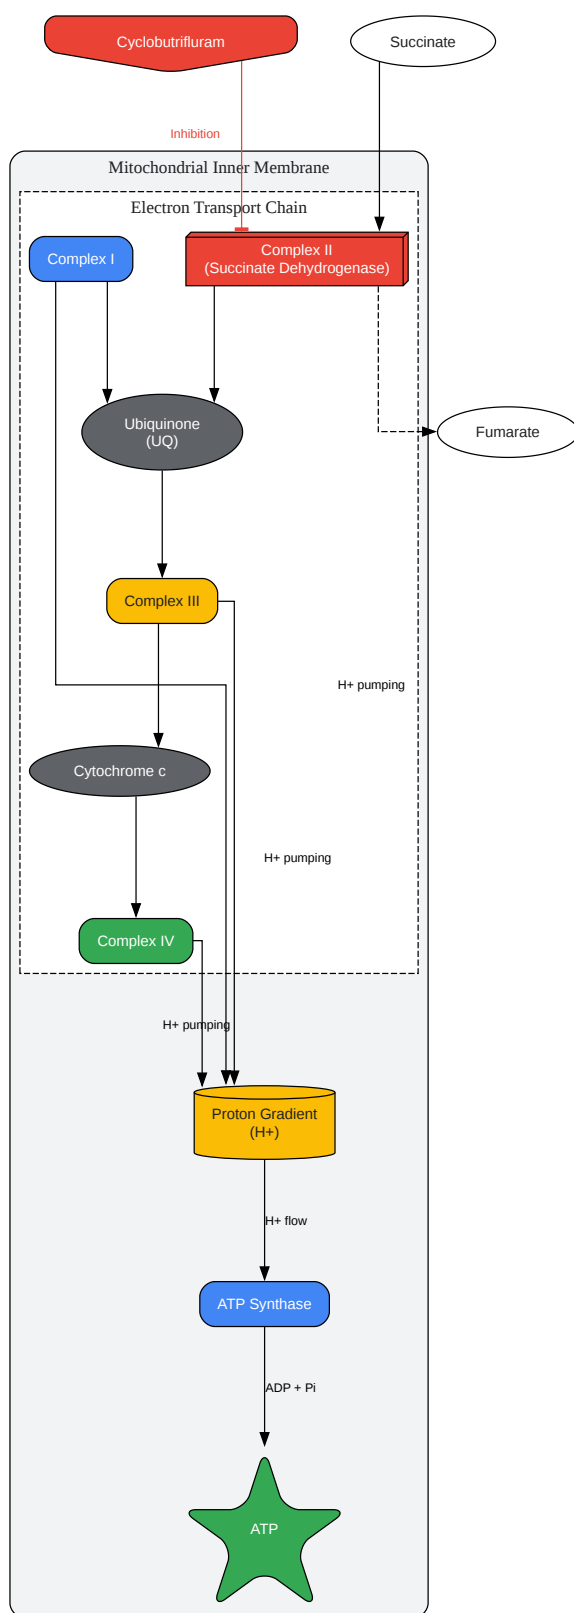 Cyclobutrifluram
Succinate
Inhibition
Mitochondrial Inner Membrane
Electron Transport Chain
Complex I
Complex II
(Succinate Dehydrogenase)
Ubiquinone
(UQ)
Fumarate
Complex III
H+ pumping
Cytochrome c
H+ pumping
Complex IV
H+ pumping
Proton Gradient
(H+)
H+ flow
ATP Synthase
ADP + Pi
ATP